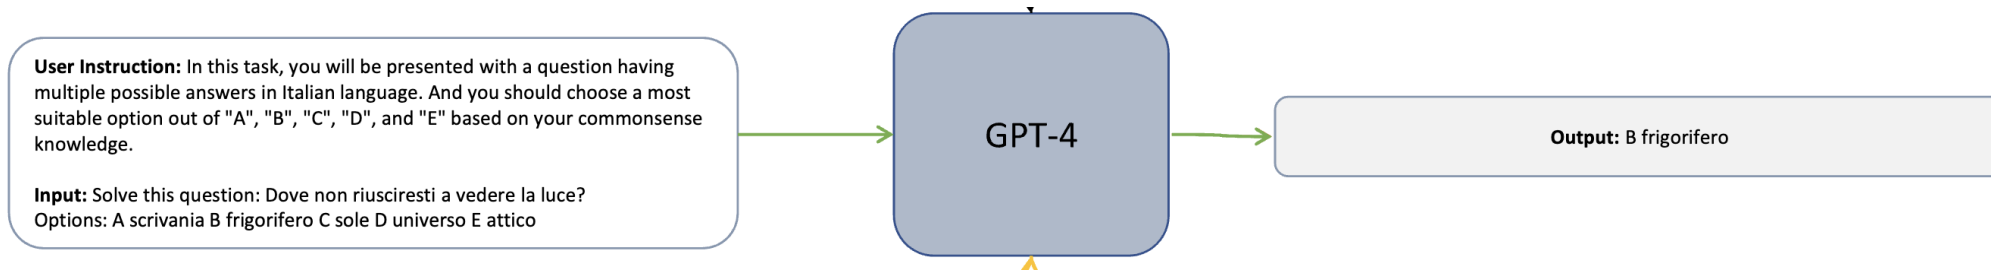 User Instruction: In this task, you will be presented with a question having
multiple possible answers in Italian language. And you should choose a most
suitable option out of "A", "B", "C", "D", and "E" based on your commonsense
knowledge.
Input: Solve this question: Dove non riusciresti a vedere la luce?
Options: A scrivania B frigorifero C sole D universo E attico
GPT-4
Output: B frigorifero